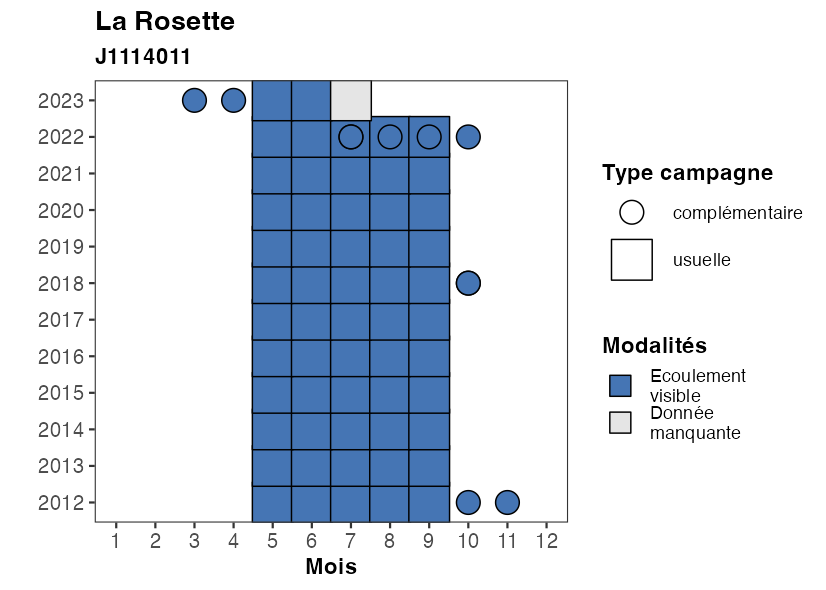 La Rosette
J1114011
2023
2022
2021
2020
2019
2018
2017
2016
2015
2014
2013
2012
1 2 3 4 5 6 7 8 9 10 11 12
Mois
Type campagne
complémentaire
usuelle
Modalités
Ecoulement
visible
Donnée
manquante